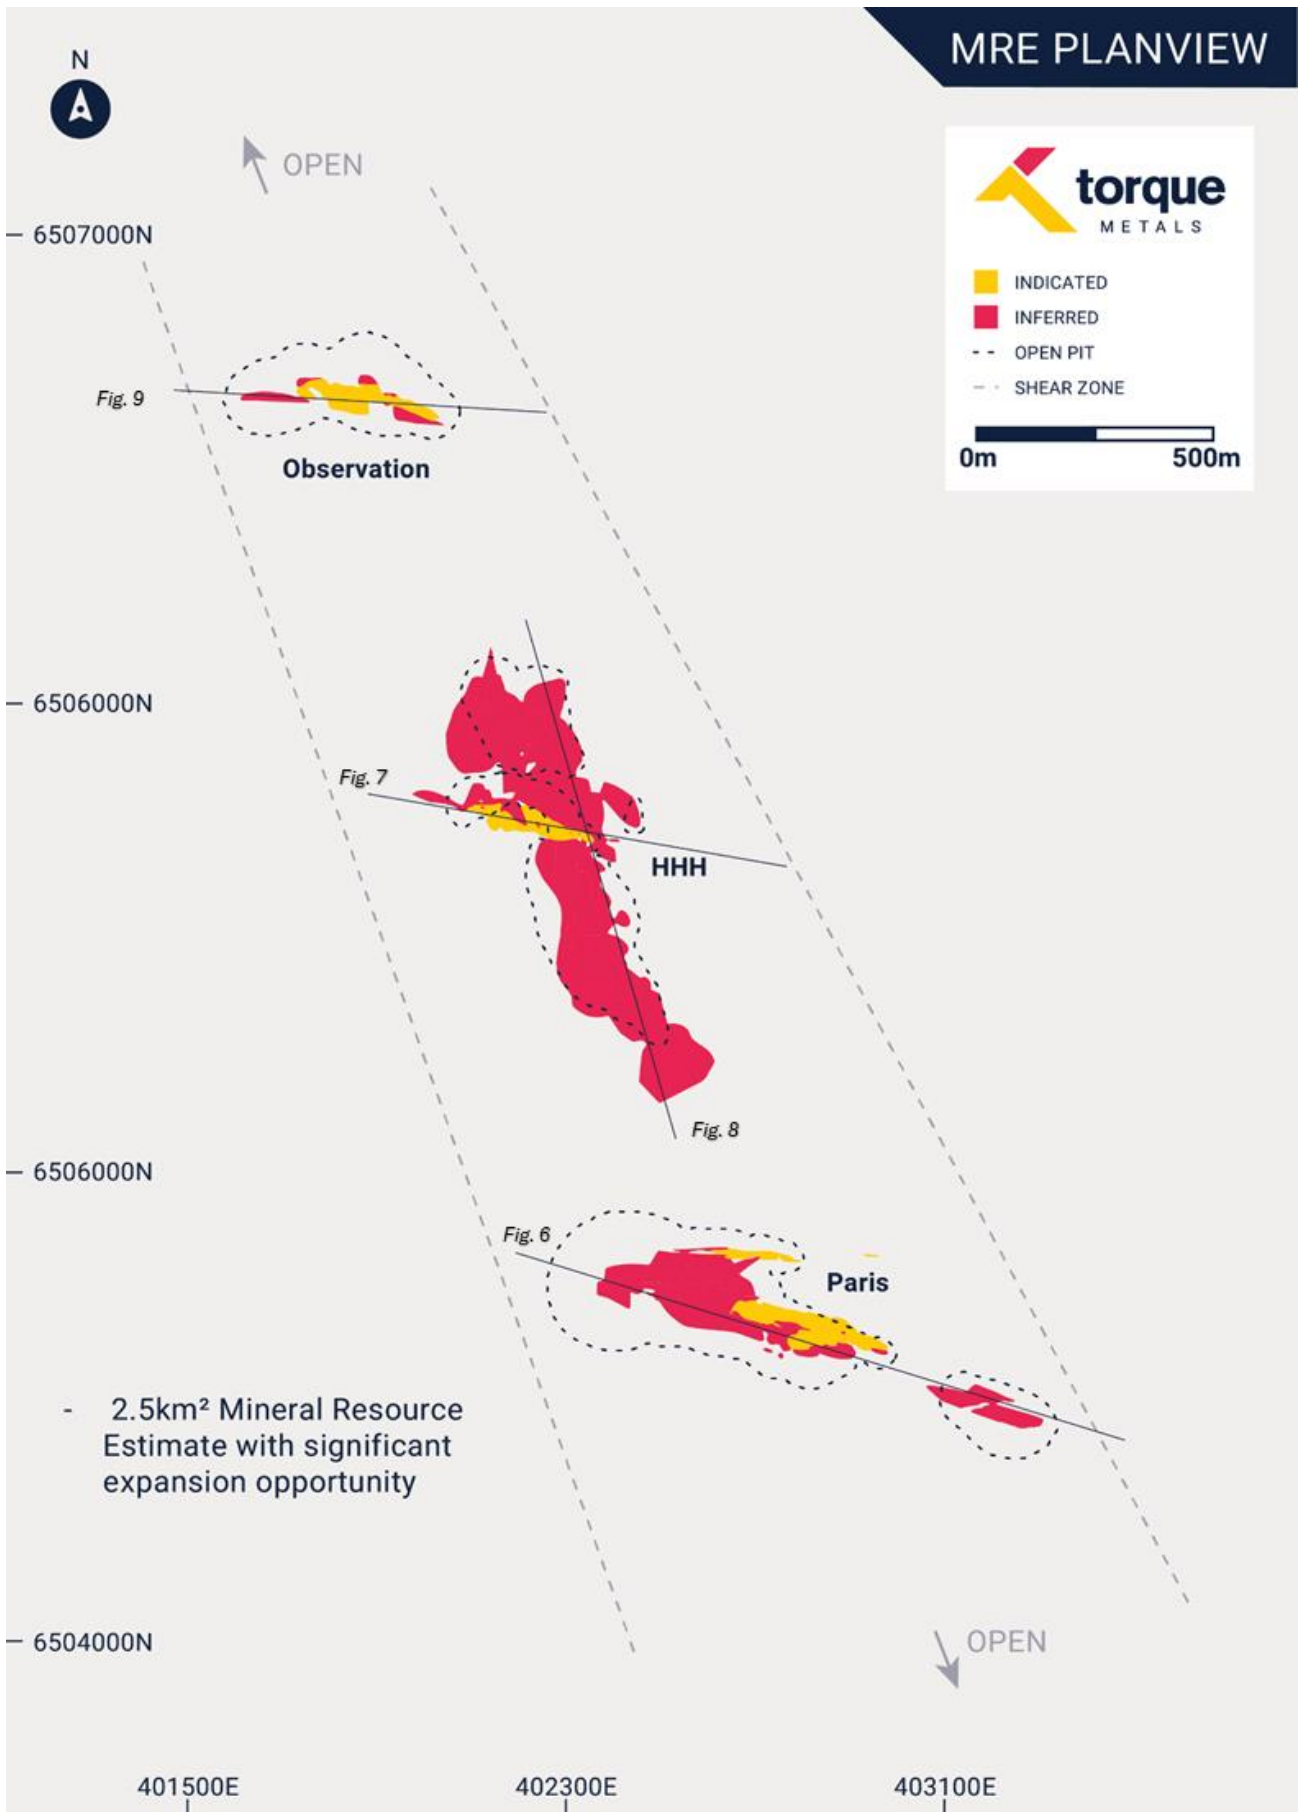 MRE PLANVIEW
N
OPEN
torque
METALS
6507000N
INDICATED
INFERRED
OPEN PIT
SHEAR ZONE
Fig. 9
0m 500m
Observation
6506000N
Fig. 7
HHH
Fig. 8
6506000N
Fig. 6
Paris
- 2.5km² Mineral Resource
Estimate with significant
expansion opportunity
6504000N
OPEN
401500E 402300E 403100E